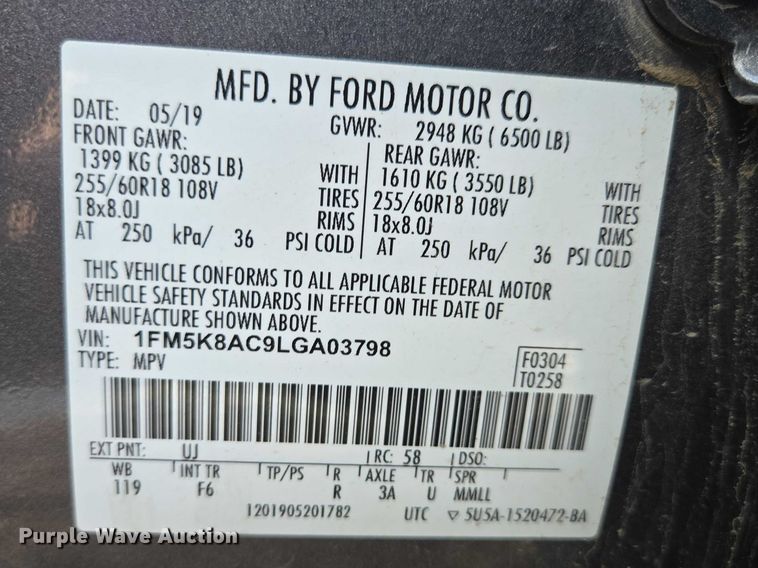 MFD. BY FORD MOTOR CO.
DATE: 05/19 GVWR: 2948 KG ( 6500 LB)
FRONT GAWR: REAR GAWR:
1399 KG ( 3085 LB) WITH 1610 KG ( 3550 LB) WITH
255/60R18 108V TIRES 255/60R18 108V TIRES
18x8.0J RIMS 18x8.0J RIMS
AT 250 kPa/ 36 PSI COLD AT 250 kPa/ 36 PSI COLD
THIS VEHICLE CONFORMS TO ALL APPLICABLE FEDERAL MOTOR
VEHICLE SAFETY STANDARDS IN EFFECT ON THE DATE OF
MANUFACTURE SHOWN ABOVE.
VIN: 1FM5K8AC9LGA03798
TYPE: MPV
F0304
T0258
EXT PNT: UJ RC: 58 DSO:
WB INT TR TP/PS R AXLE TR SPR
119 F6 R 3A U MMLL
1201905201782 UTC ▽ 5U5A-1520472-BA
Purple Wave Auction